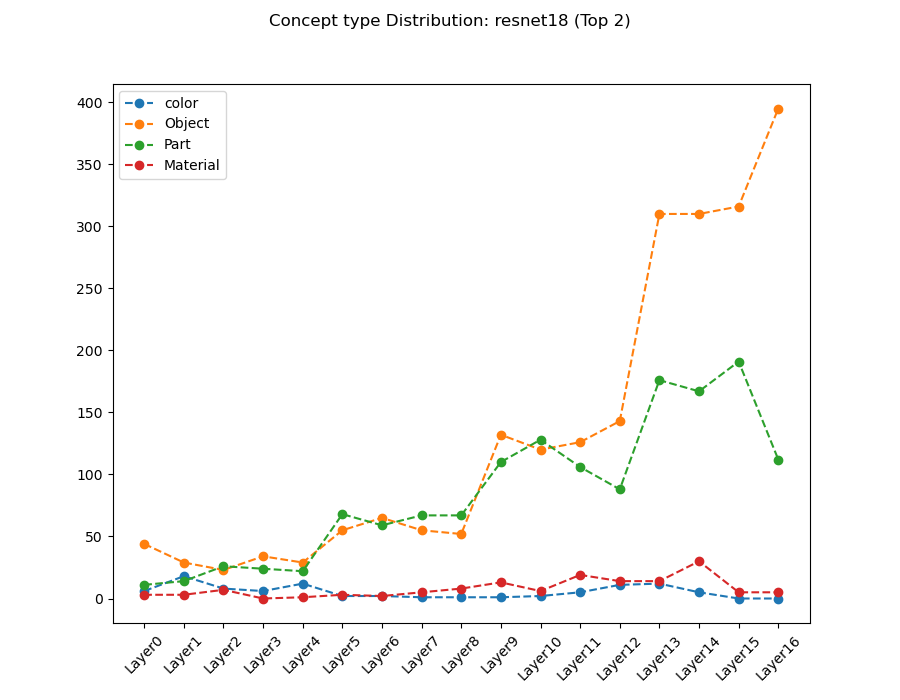 Concept type Distribution: resnet18 (Top 2)
color
Object
Part
Material
400
350
300
250
200
150
100
50
0
Layer0
Layer1
Layer2
Layer3
Layer4
Layer5
Layer6
Layer7
Layer8
Layer9
Layer10
Layer11
Layer12
Layer13
Layer14
Layer15
Layer16